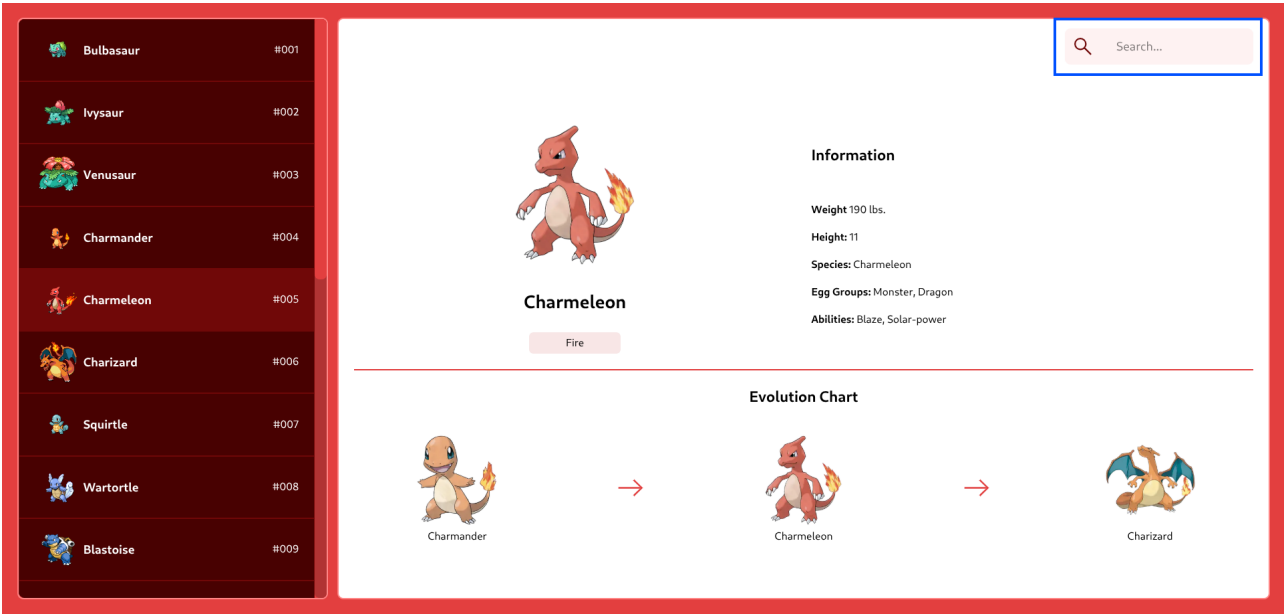 Bulbasaur #001
Ivysaur #002
Venusaur #003
Charmander #004
Charmeleon #005
Charizard #006
Squirtle #007
Wartortle #008
Blastoise #009
Search...
Charmeleon
Fire
Information
Weight 190 lbs.
Height: 11
Species: Charmeleon
Egg Groups: Monster, Dragon
Abilities: Blaze, Solar-power
Evolution Chart
Charmander
Charmeleon
Charizard